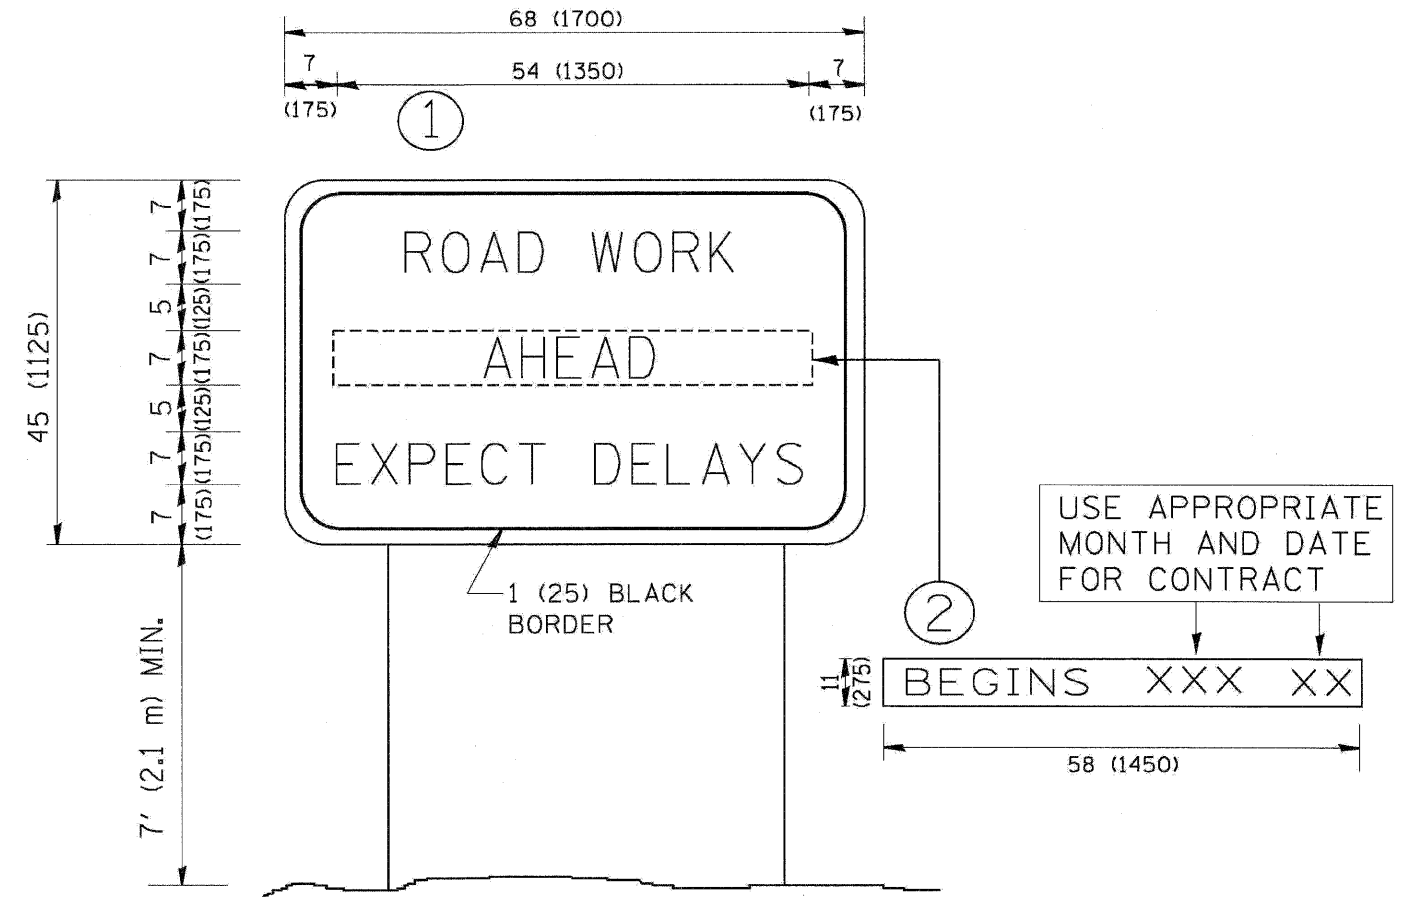 68 (1700)
7
54 (1350)
7
(175)
(175)
1
45 (1125)
7 (175)
7 (175)
5 (125)
7 (175)
5 (125)
7 (175)
7 (175)
ROAD WORK
AHEAD
EXPECT DELAYS
1 (25) BLACK
BORDER
7' (2.1 m) MIN.
2
USE APPROPRIATE
MONTH AND DATE
FOR CONTRACT
11
(275)
BEGINS XXX XX
58 (1450)